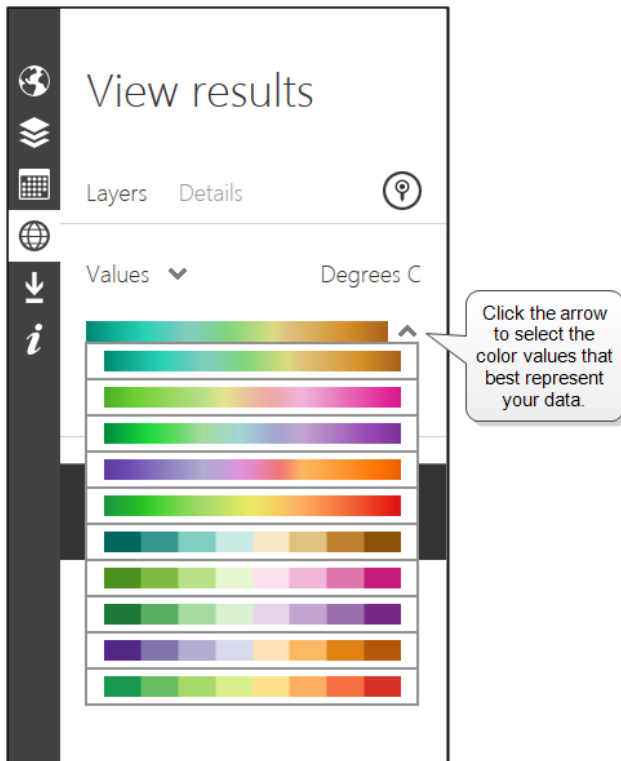 View results
Layers Details
Values Degrees C
Click the arrow
to select the
color values that
best represent
your data.
i